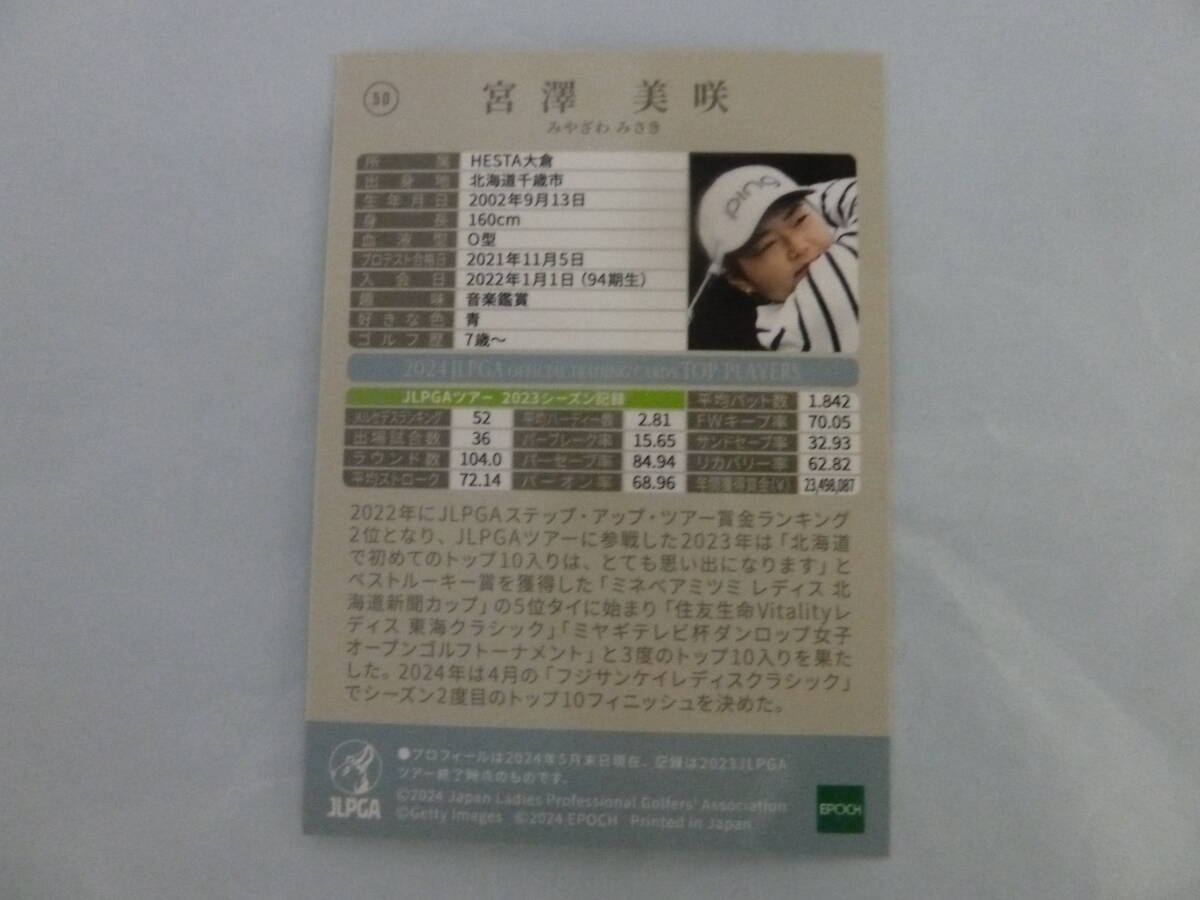 50
宮澤 美咲
みやざわ みさき
所属 HESTA大倉
出身地 北海道千歳市
生年月日 2002年9月13日
身長 160cm
血液型 O型
プロテスト合格日 2021年11月5日
入会日 2022年1月1日（94期生）
趣味 音楽鑑賞
好きな色 青
ゴルフ歴 7歳～
PING
2024 JLPGA OFFICIAL TRADING CARDS TOP PLAYERS
JLPGAツアー 2023シーズン記録 平均パット数 1.842
メルセデスランキング 52 平均バーディー数 2.81 FWキープ率 70.05
出場試合数 36 パーブレーク率 15.65 サンドセーブ率 32.93
ラウンド数 104.0 パーセーブ率 84.94 リカバリー率 62.82
平均ストローク 72.14 パーオン率 68.96 年間獲得賞金(¥) 23,498,087
2022年にJLPGAステップ・アップ・ツアー賞金ランキング
2位となり、JLPGAツアーに参戦した2023年は「北海道
で初めてのトップ10入りは、とても思い出になります」と
ベストルーキー賞を獲得した「ミネベアミツミ レディス 北
海道新聞カップ」の5位タイに始まり「住友生命Vitalityレ
ディス 東海クラシック」「ミヤギテレビ杯ダンロップ女子
オープンゴルフトーナメント」と3度のトップ10入りを果た
した。2024年は4月の「フジサンケイレディスクラシック」
でシーズン2度目のトップ10フィニッシュを決めた。
●プロフィールは2024年5月末日現在、記録は2023JLPGA
ツアー終了時点のものです。
©2024 Japan Ladies Professional Golfers' Association
©Getty Images ©2024 EPOCH Printed in Japan.
JLPGA
EPOCH